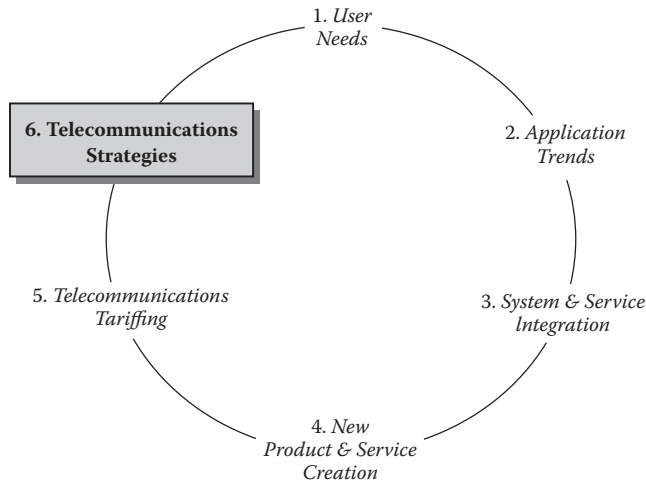 1. User
Needs
2. Application
Trends
3. System & Service
Integration
4. New
Product & Service
Creation
5. Telecommunications
Tariffing
6. Telecommunications
Strategies